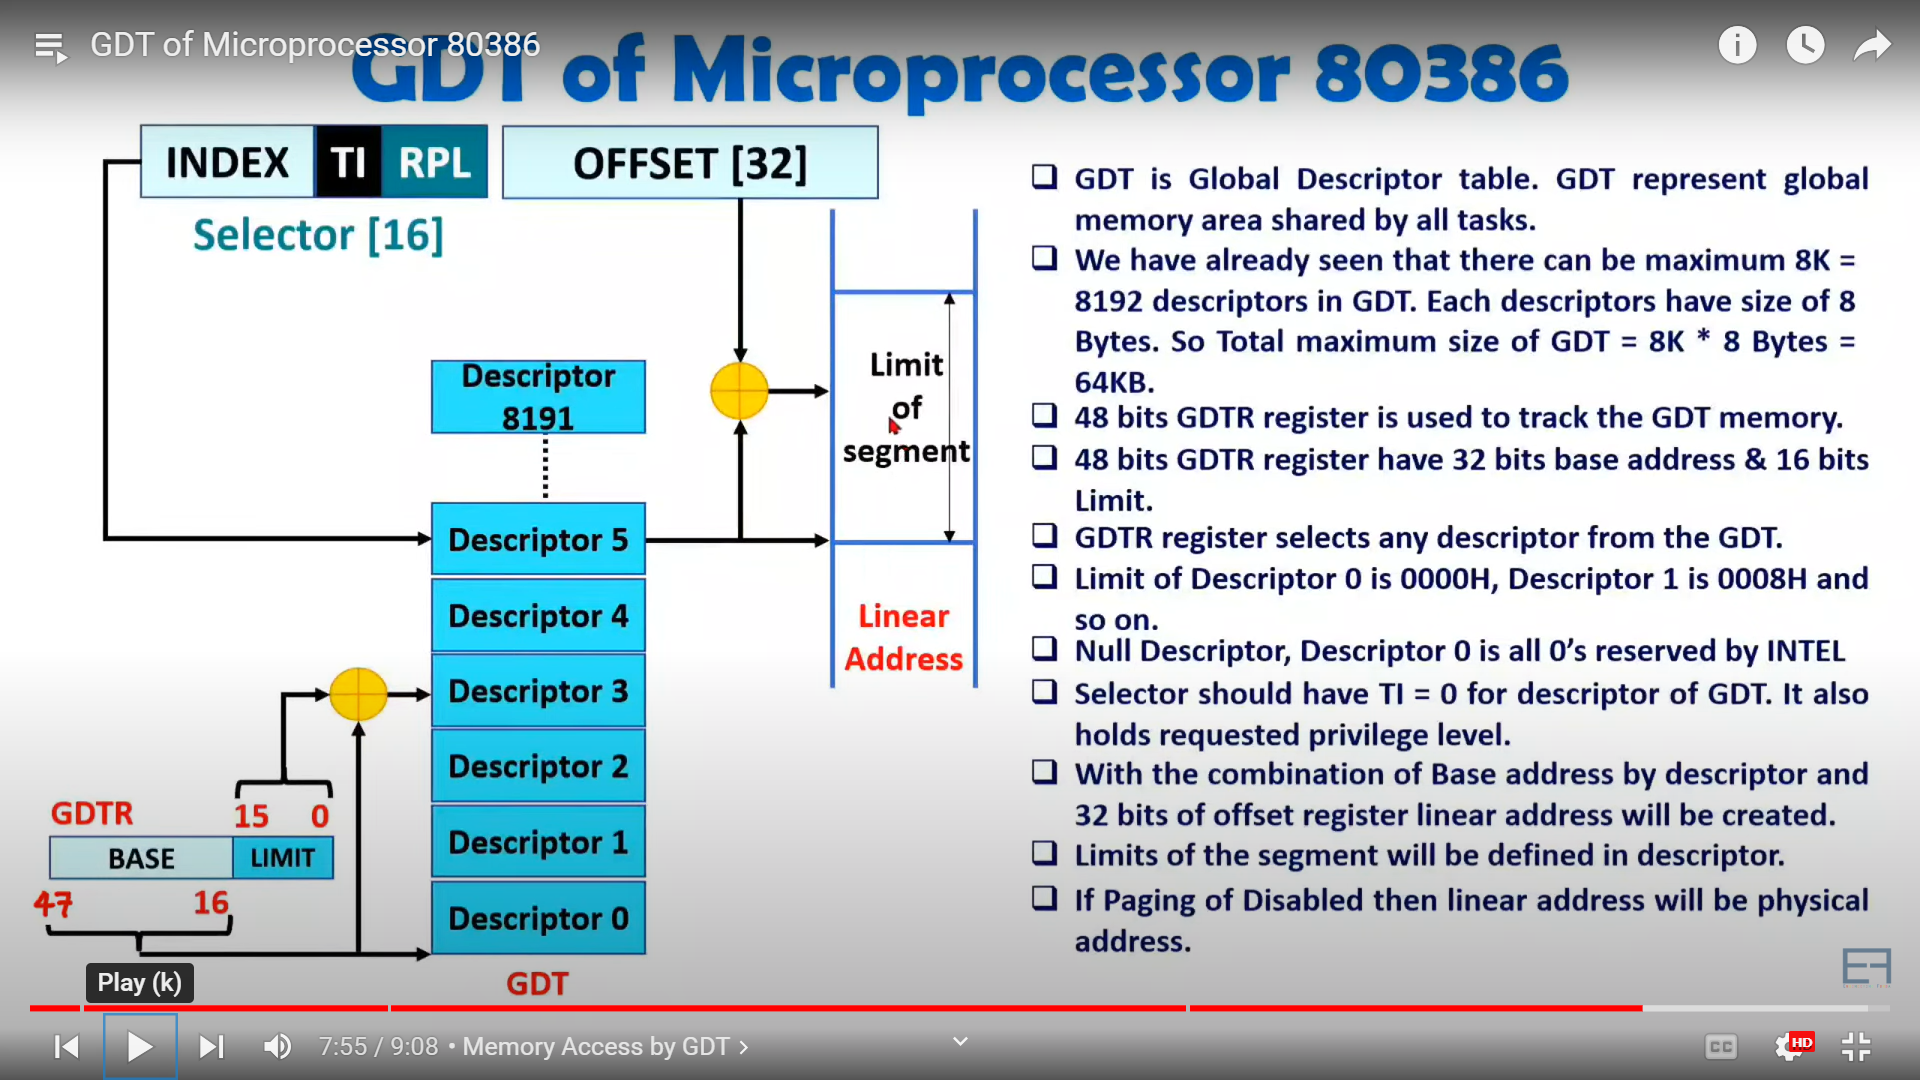 GDT of Microprocessor 80386
GDT of Microprocessor 80386
INDEX TI RPL OFFSET [32]
Selector [16]
Descriptor
8191
Descriptor 5
Descriptor 4
Descriptor 3
Descriptor 2
Descriptor 1
Descriptor 0
GDT
Limit
of
segment
Linear
Address
GDTR 15 0
BASE LIMIT
47 16
GDT is Global Descriptor table. GDT represent global
memory area shared by all tasks.
We have already seen that there can be maximum 8K =
8192 descriptors in GDT. Each descriptors have size of 8
Bytes. So Total maximum size of GDT = 8K * 8 Bytes =
64KB.
48 bits GDTR register is used to track the GDT memory.
48 bits GDTR register have 32 bits base address & 16 bits
Limit.
GDTR register selects any descriptor from the GDT.
Limit of Descriptor 0 is 0000H, Descriptor 1 is 0008H and
so on.
Null Descriptor, Descriptor 0 is all 0’s reserved by INTEL
Selector should have TI = 0 for descriptor of GDT. It also
holds requested privilege level.
With the combination of Base address by descriptor and
32 bits of offset register linear address will be created.
Limits of the segment will be defined in descriptor.
If Paging of Disabled then linear address will be physical
address.
Play (k)
7:55 / 9:08 • Memory Access by GDT >
CC
HD